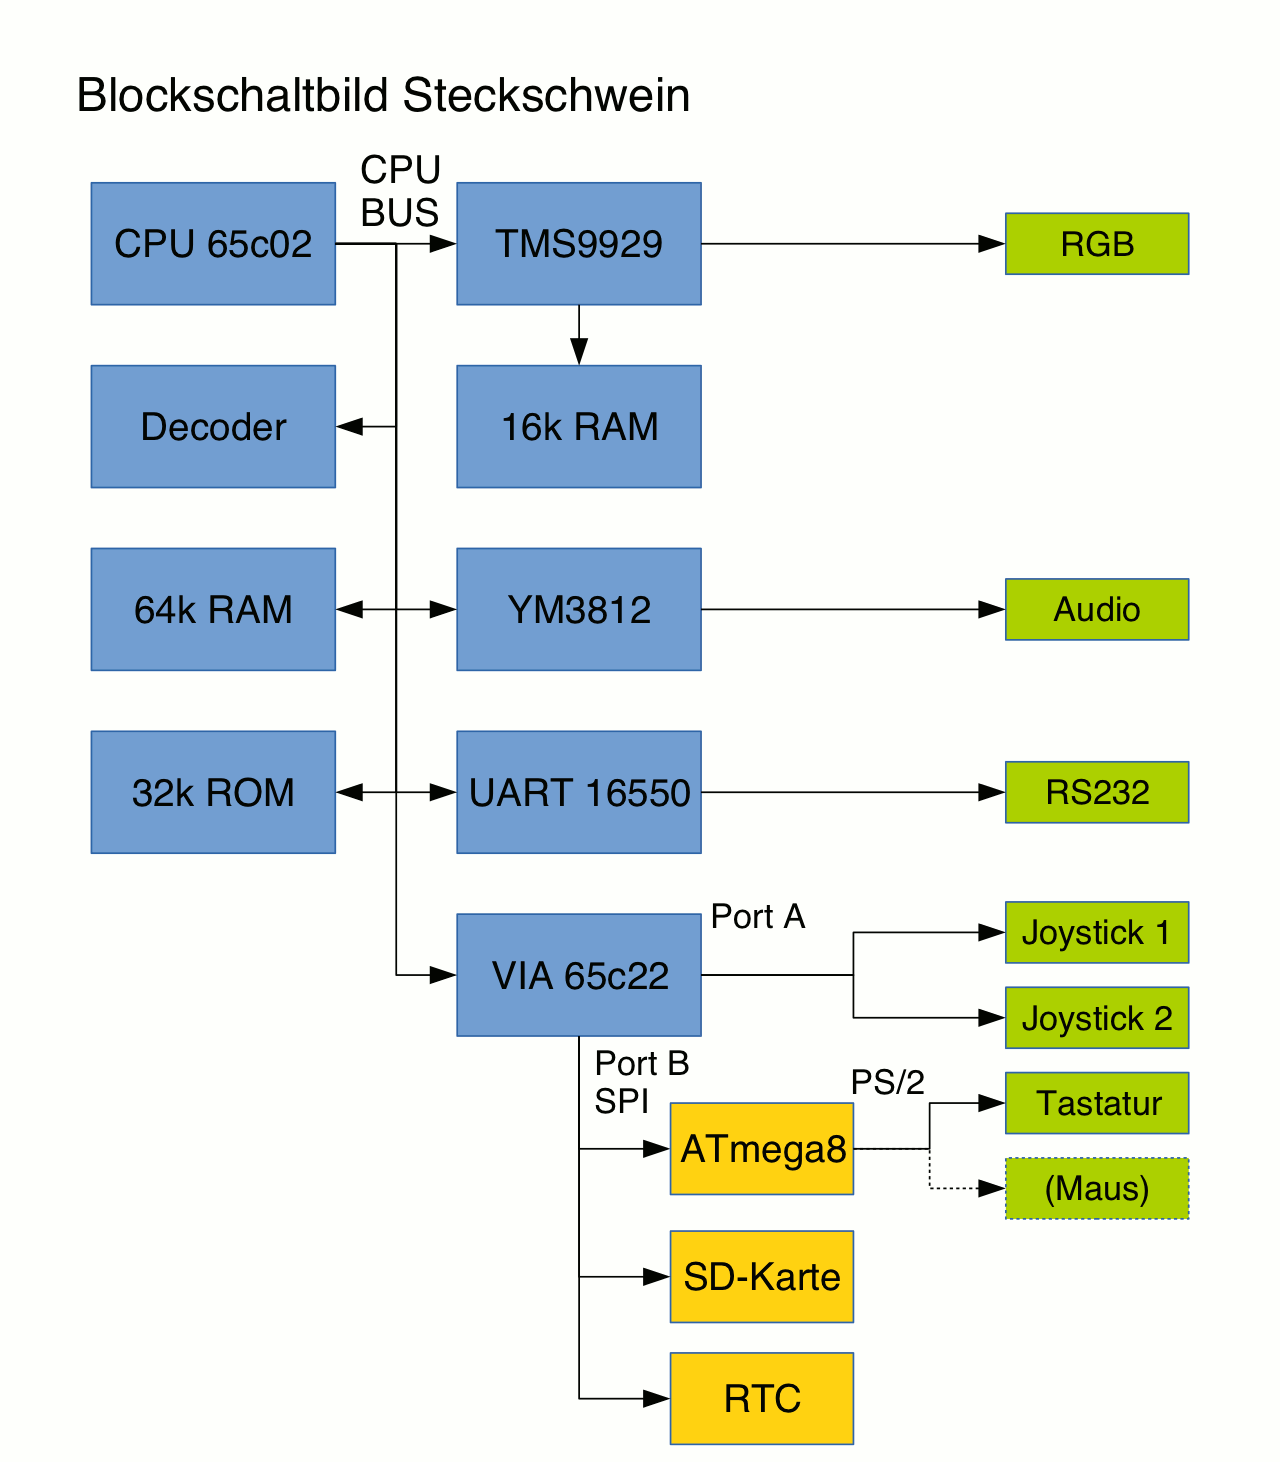 Blockschaltbild Steckschwein
CPU
BUS
CPU 65c02
TMS9929
RGB
Decoder
16k RAM
64k RAM
YM3812
Audio
32k ROM
UART 16550
RS232
Port A
VIA 65c22
Joystick 1
Joystick 2
Port B
SPI
PS/2
ATmega8
Tastatur
(Maus)
SD-Karte
RTC